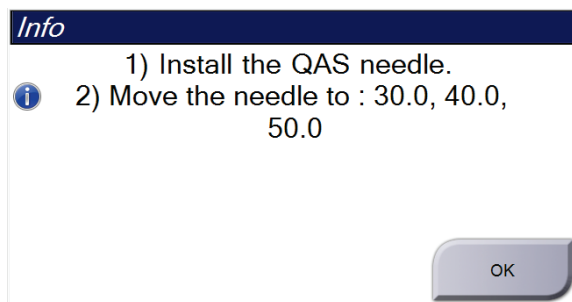 Info
1) Install the QAS needle.
2) Move the needle to : 30.0, 40.0,
50.0
OK